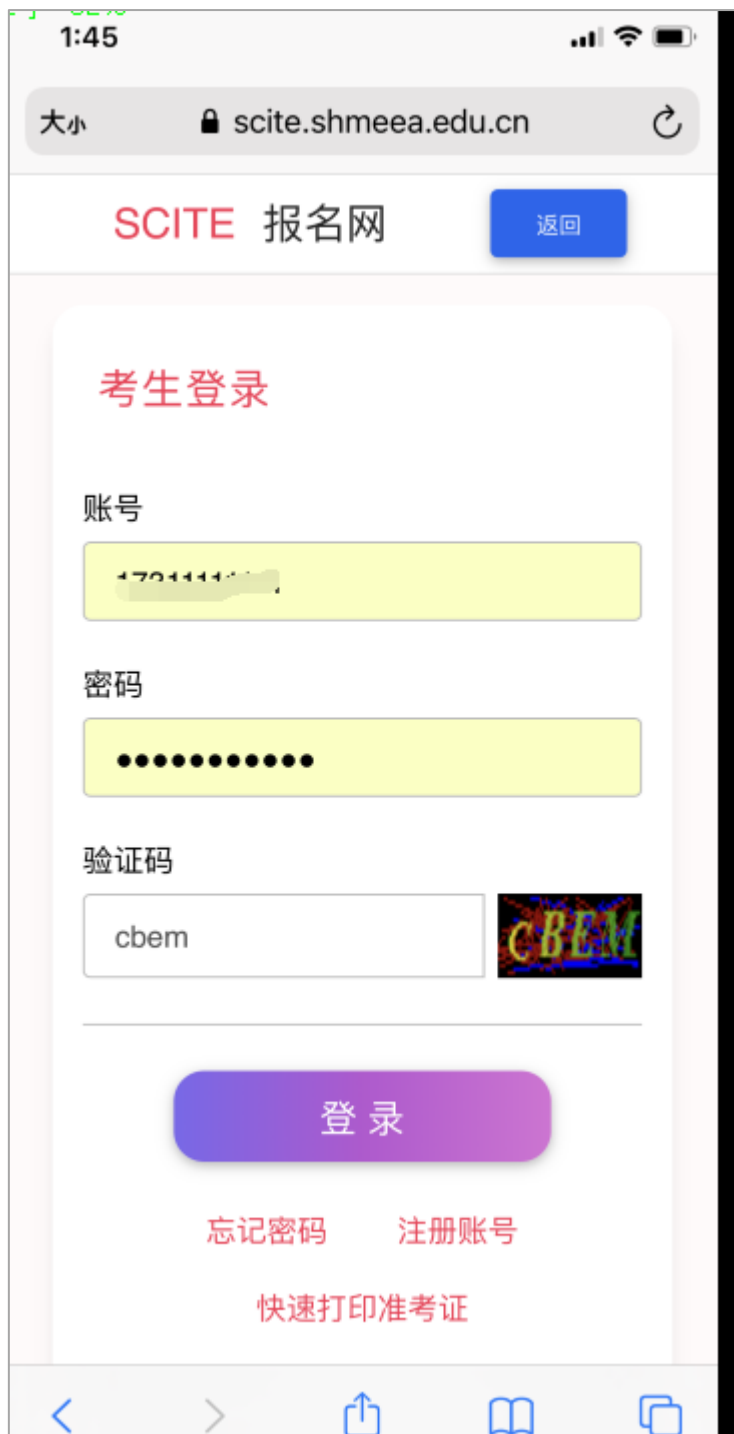 1:45
大小 scite.shmeea.edu.cn
SCITE 报名网 返回
考生登录
账号
密码
•••••••••••
验证码
cbem cBEM
登 录
忘记密码 注册账号
快速打印准考证